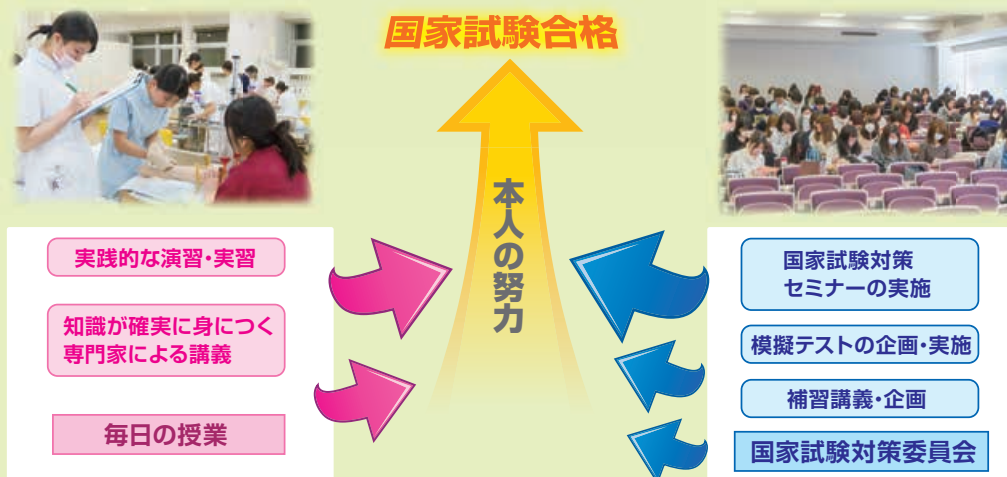 国家試験合格
本人の努力
実践的な演習・実習
知識が確実に身につく
専門家による講義
毎日の授業
国家試験対策
セミナーの実施
模擬テストの企画・実施
補習講義・企画
国家試験対策委員会